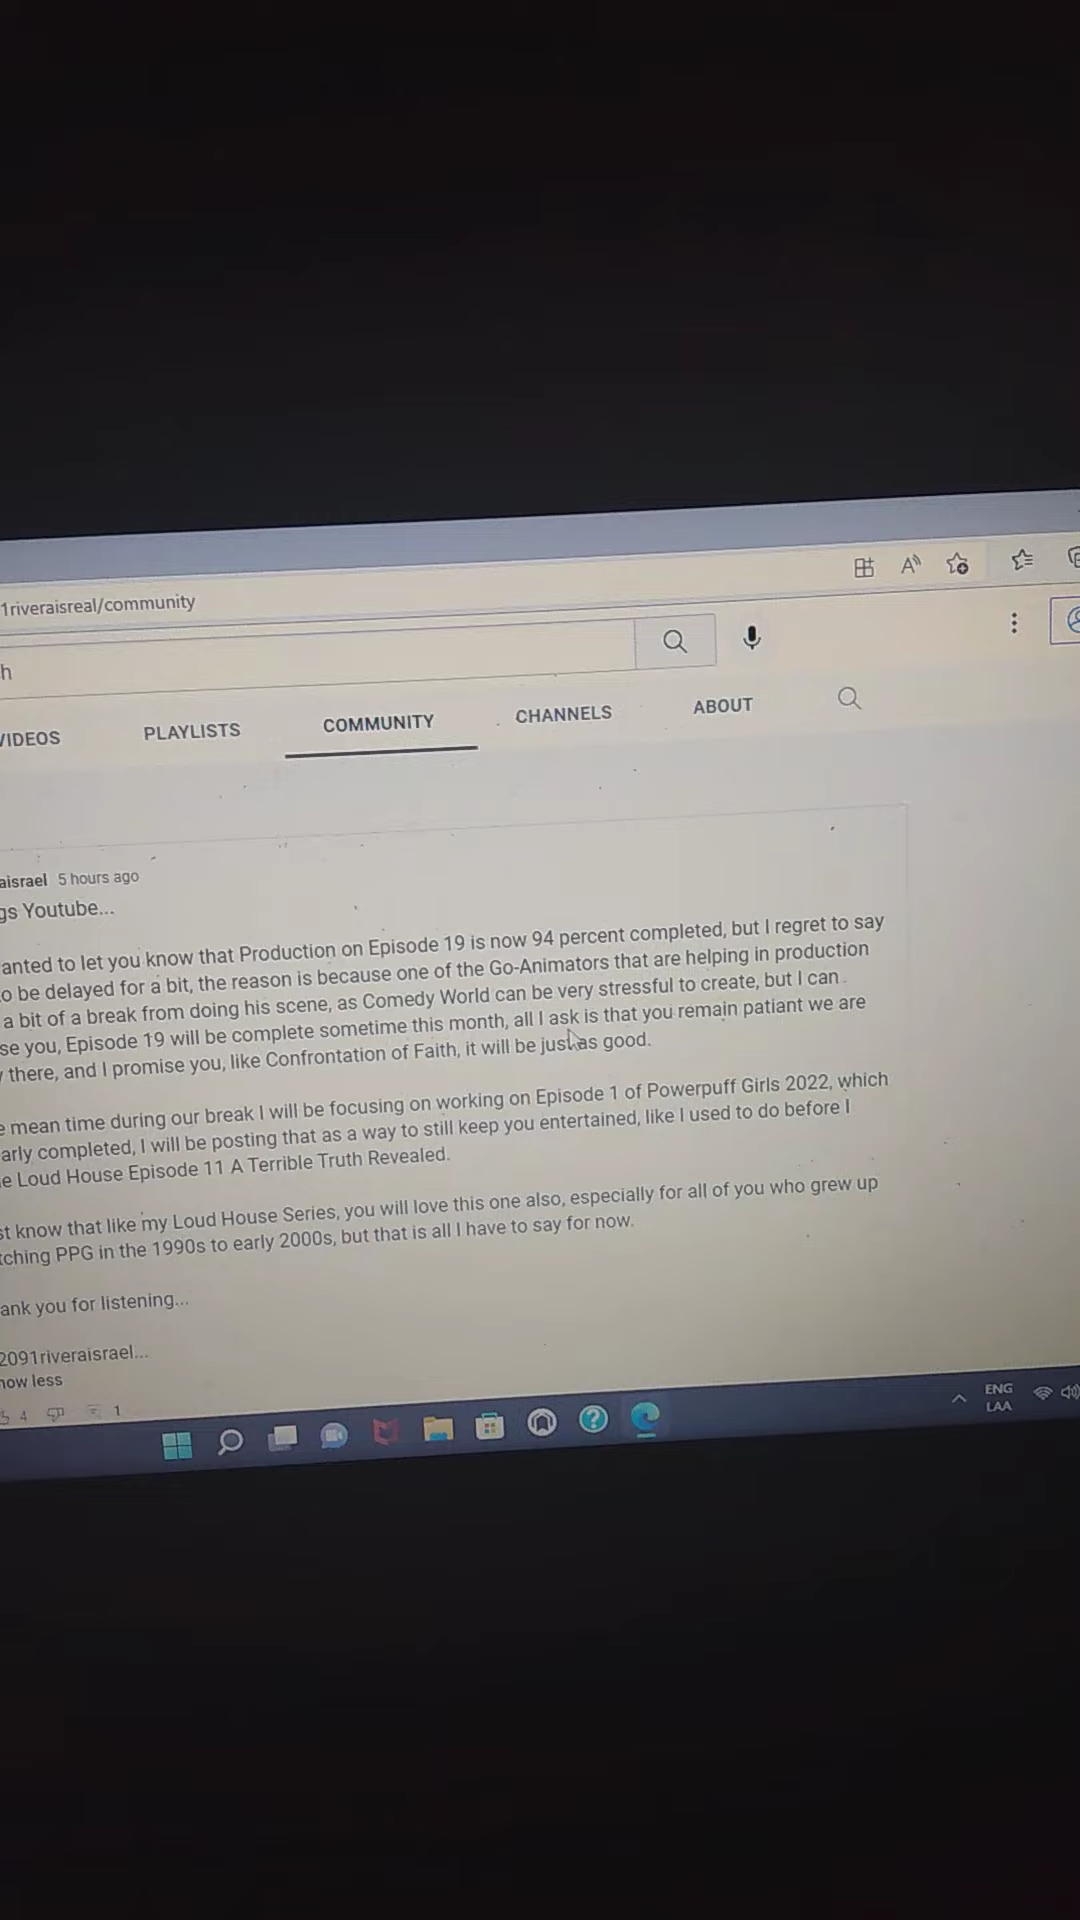 1riveraisreal/community
h
VIDEOS PLAYLISTS COMMUNITY CHANNELS ABOUT
aisrael 5 hours ago
gs Youtube...
anted to let you know that Production on Episode 19 is now 94 percent completed, but I regret to say
o be delayed for a bit, the reason is because one of the Go-Animators that are helping in production
a bit of a break from doing his scene, as Comedy World can be very stressful to create, but I can
se you, Episode 19 will be complete sometime this month, all I ask is that you remain patiant we are
y there, and I promise you, like Confrontation of Faith, it will be just as good.
e mean time during our break I will be focusing on working on Episode 1 of Powerpuff Girls 2022, which
arly completed, I will be posting that as a way to still keep you entertained, like I used to do before I
e Loud House Episode 11 A Terrible Truth Revealed.
st know that like my Loud House Series, you will love this one also, especially for all of you who grew up
tching PPG in the 1990s to early 2000s, but that is all I have to say for now.
ank you for listening...
2091riveraisrael...
now less
4 1
ENG
LAA